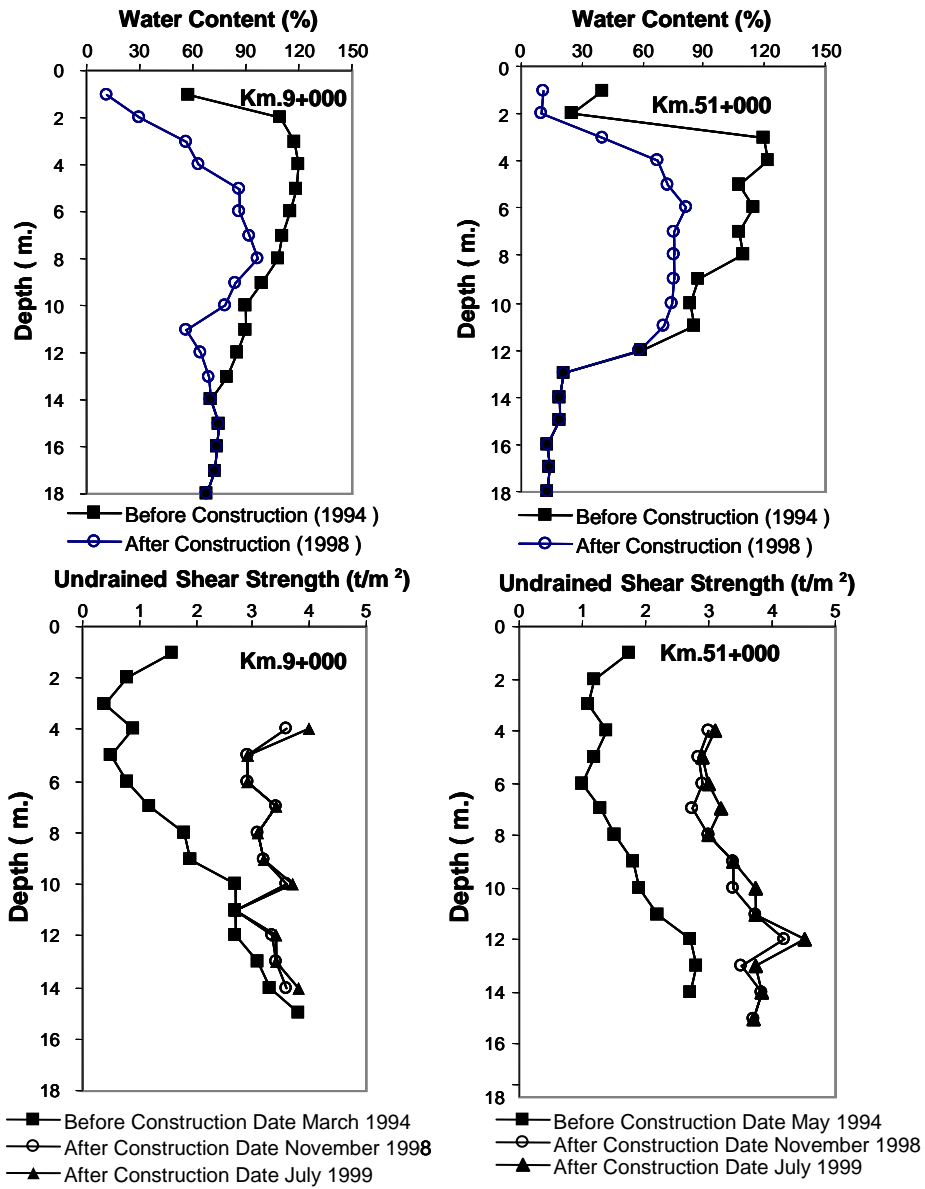 Water Content (%)
0 30 60 90 120 150
Km.9+000
Depth ( m.)
0
2
4
6
8
10
12
14
16
18
Before Construction (1994 )
After Construction (1998 )
Water Content (%)
0 30 60 90 120 150
Km.51+000
Depth ( m.)
0
2
4
6
8
10
12
14
16
18
Before Construction (1994 )
After Construction (1998 )
Undrained Shear Strength (t/m ²)
0 1 2 3 4 5
Km.9+000
Depth ( m.)
0
2
4
6
8
10
12
14
16
18
Before Construction Date March 1994
After Construction Date November 1998
After Construction Date July 1999
Undrained Shear Strength (t/m ²)
0 1 2 3 4 5
Km.51+000
Depth ( m.)
0
2
4
6
8
10
12
14
16
18
Before Construction Date May 1994
After Construction Date November 1998
After Construction Date July 1999